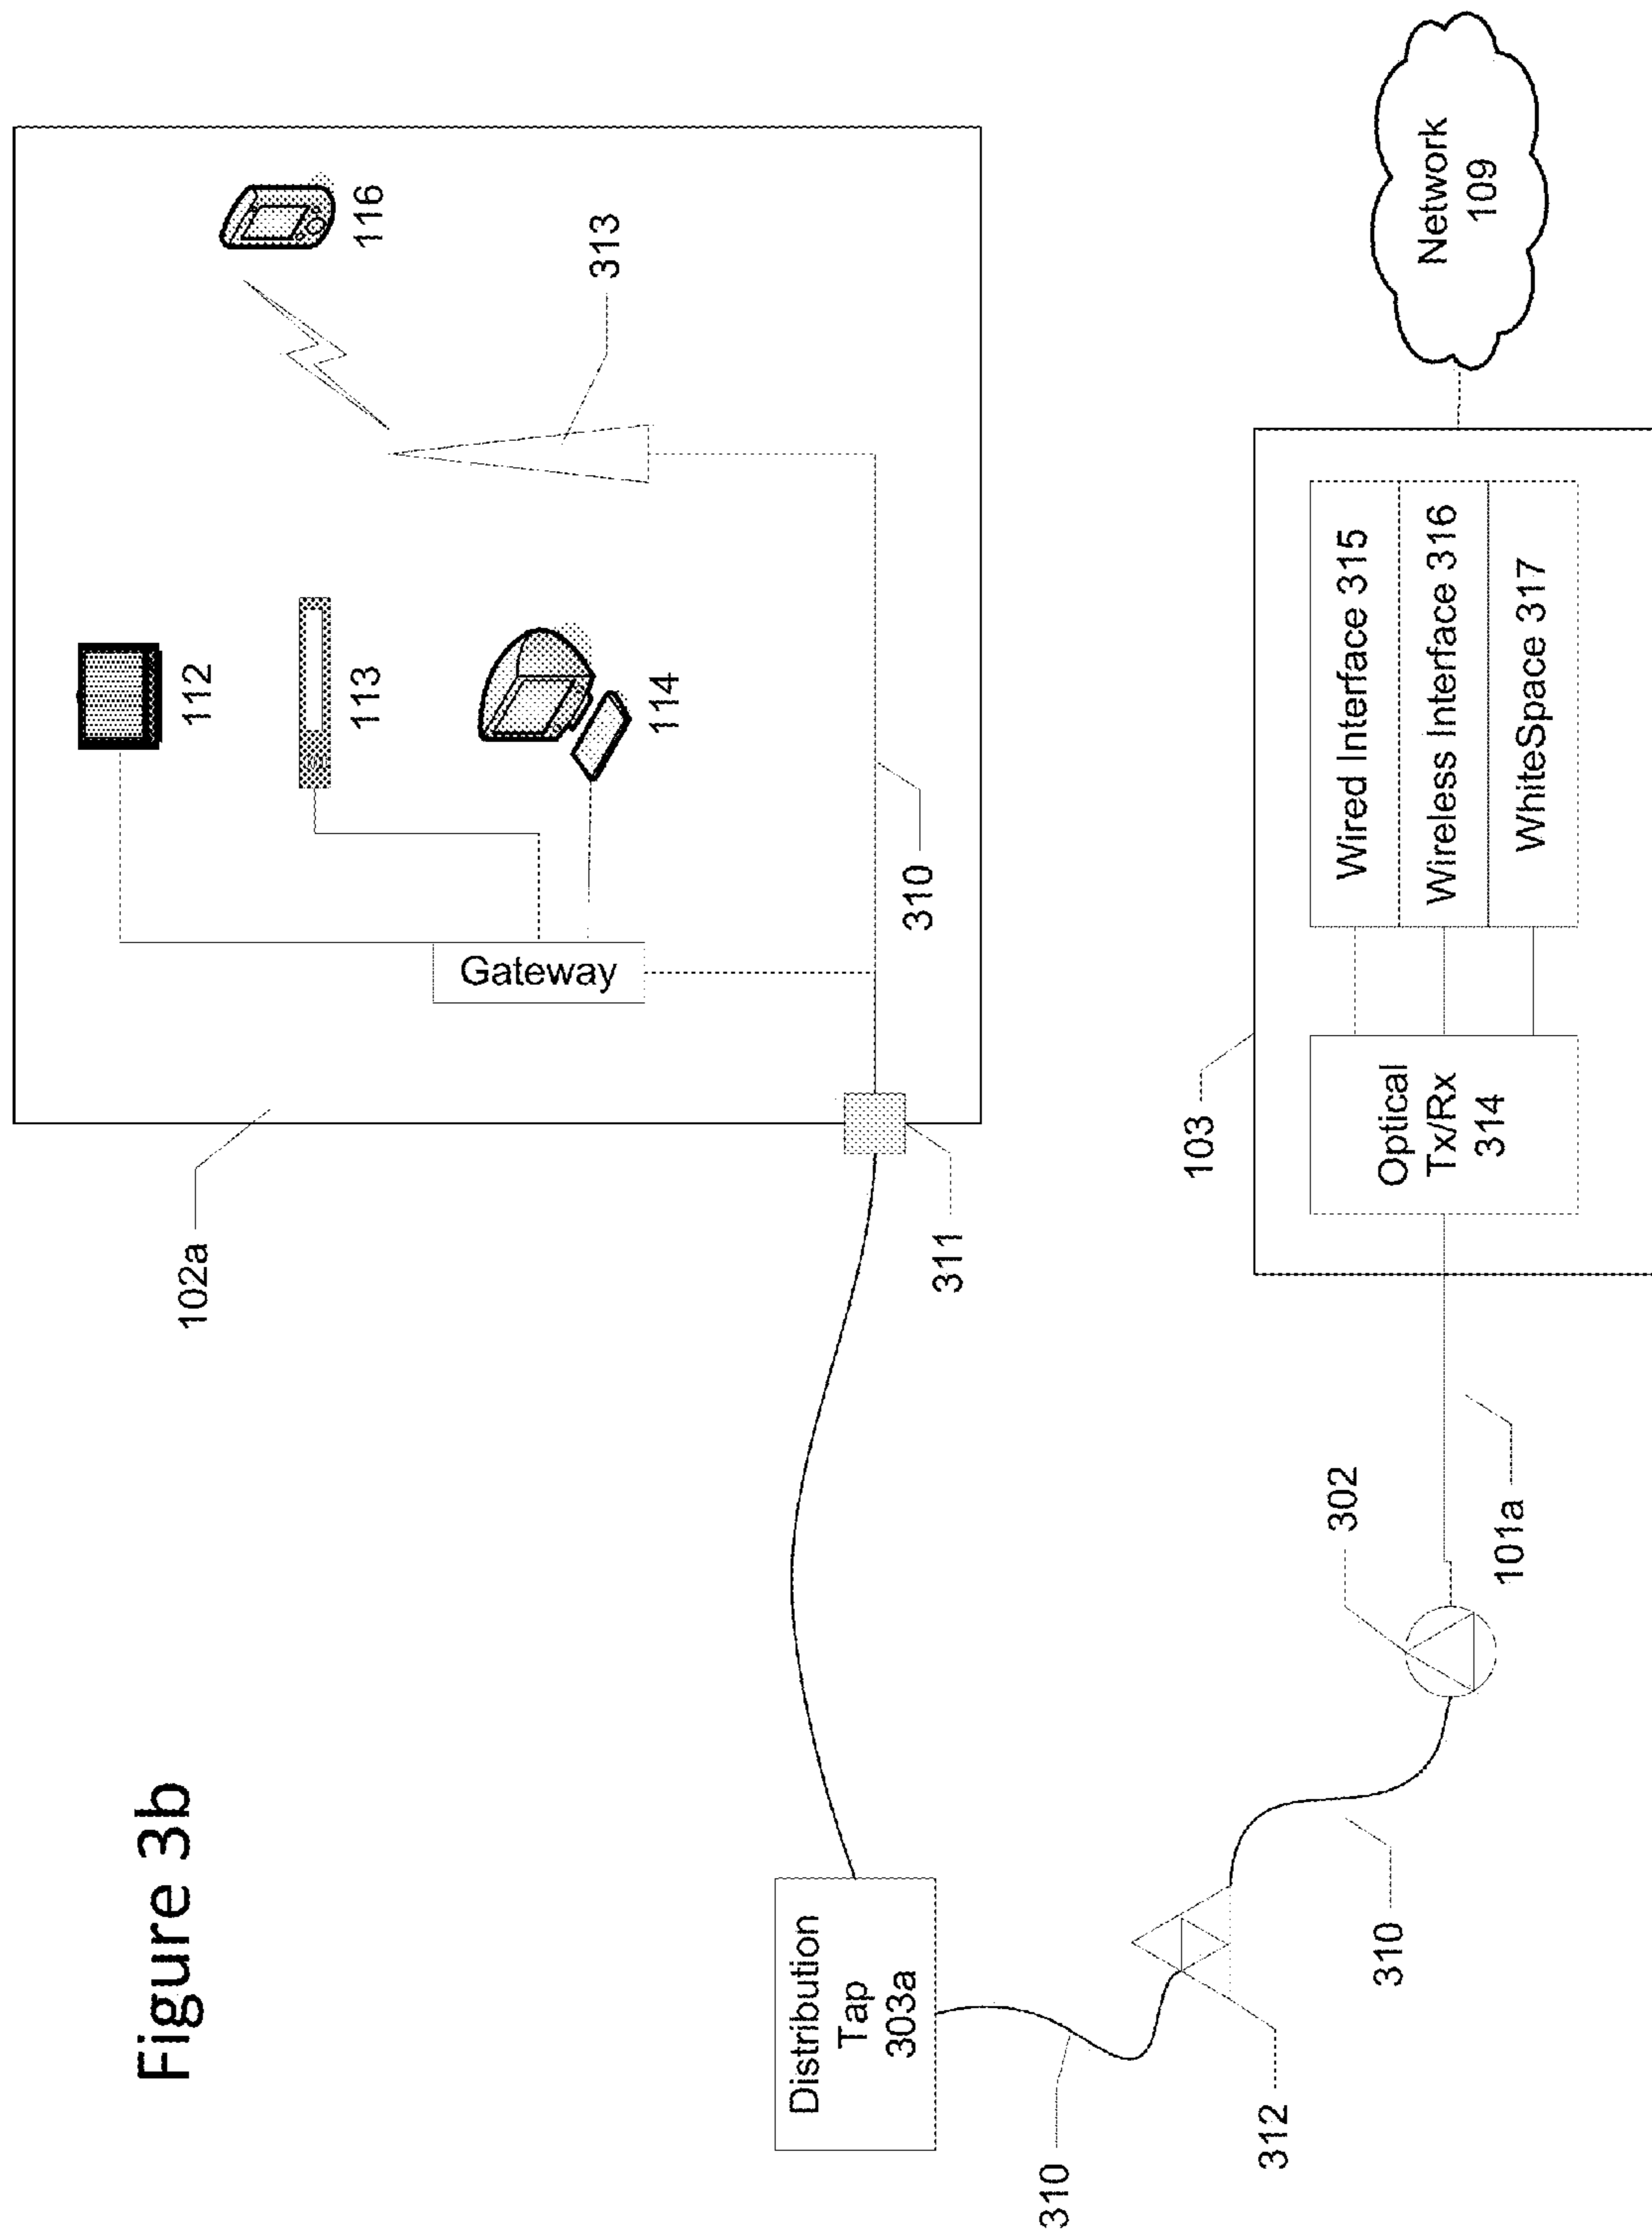 Figure 3b
102a
112
113
114
116
313
Gateway
310
311
Distribution
Tap
303a
310
312
310
302
101a
103
Optical
Tx/Rx
314
Wired Interface 315
Wireless Interface 316
WhiteSpace 317
Network
109